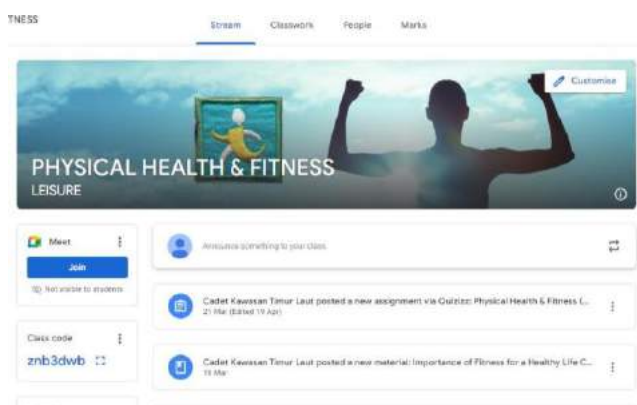 TNESS
Stream Classwork People Marks
Customise
PHYSICAL HEALTH & FITNESS
LEISURE
Meet
Join
Not visible to students
Class code
znb3dwb
Announce something to your class
Cadet Kawasan Timur Laut posted a new assignment via Quizizz: Physical Health & Fitness (...
21 Mar (Edited 19 Apr)
Cadet Kawasan Timur Laut posted a new material: Importance of Fitness for a Healthy Life C...
19 Mar